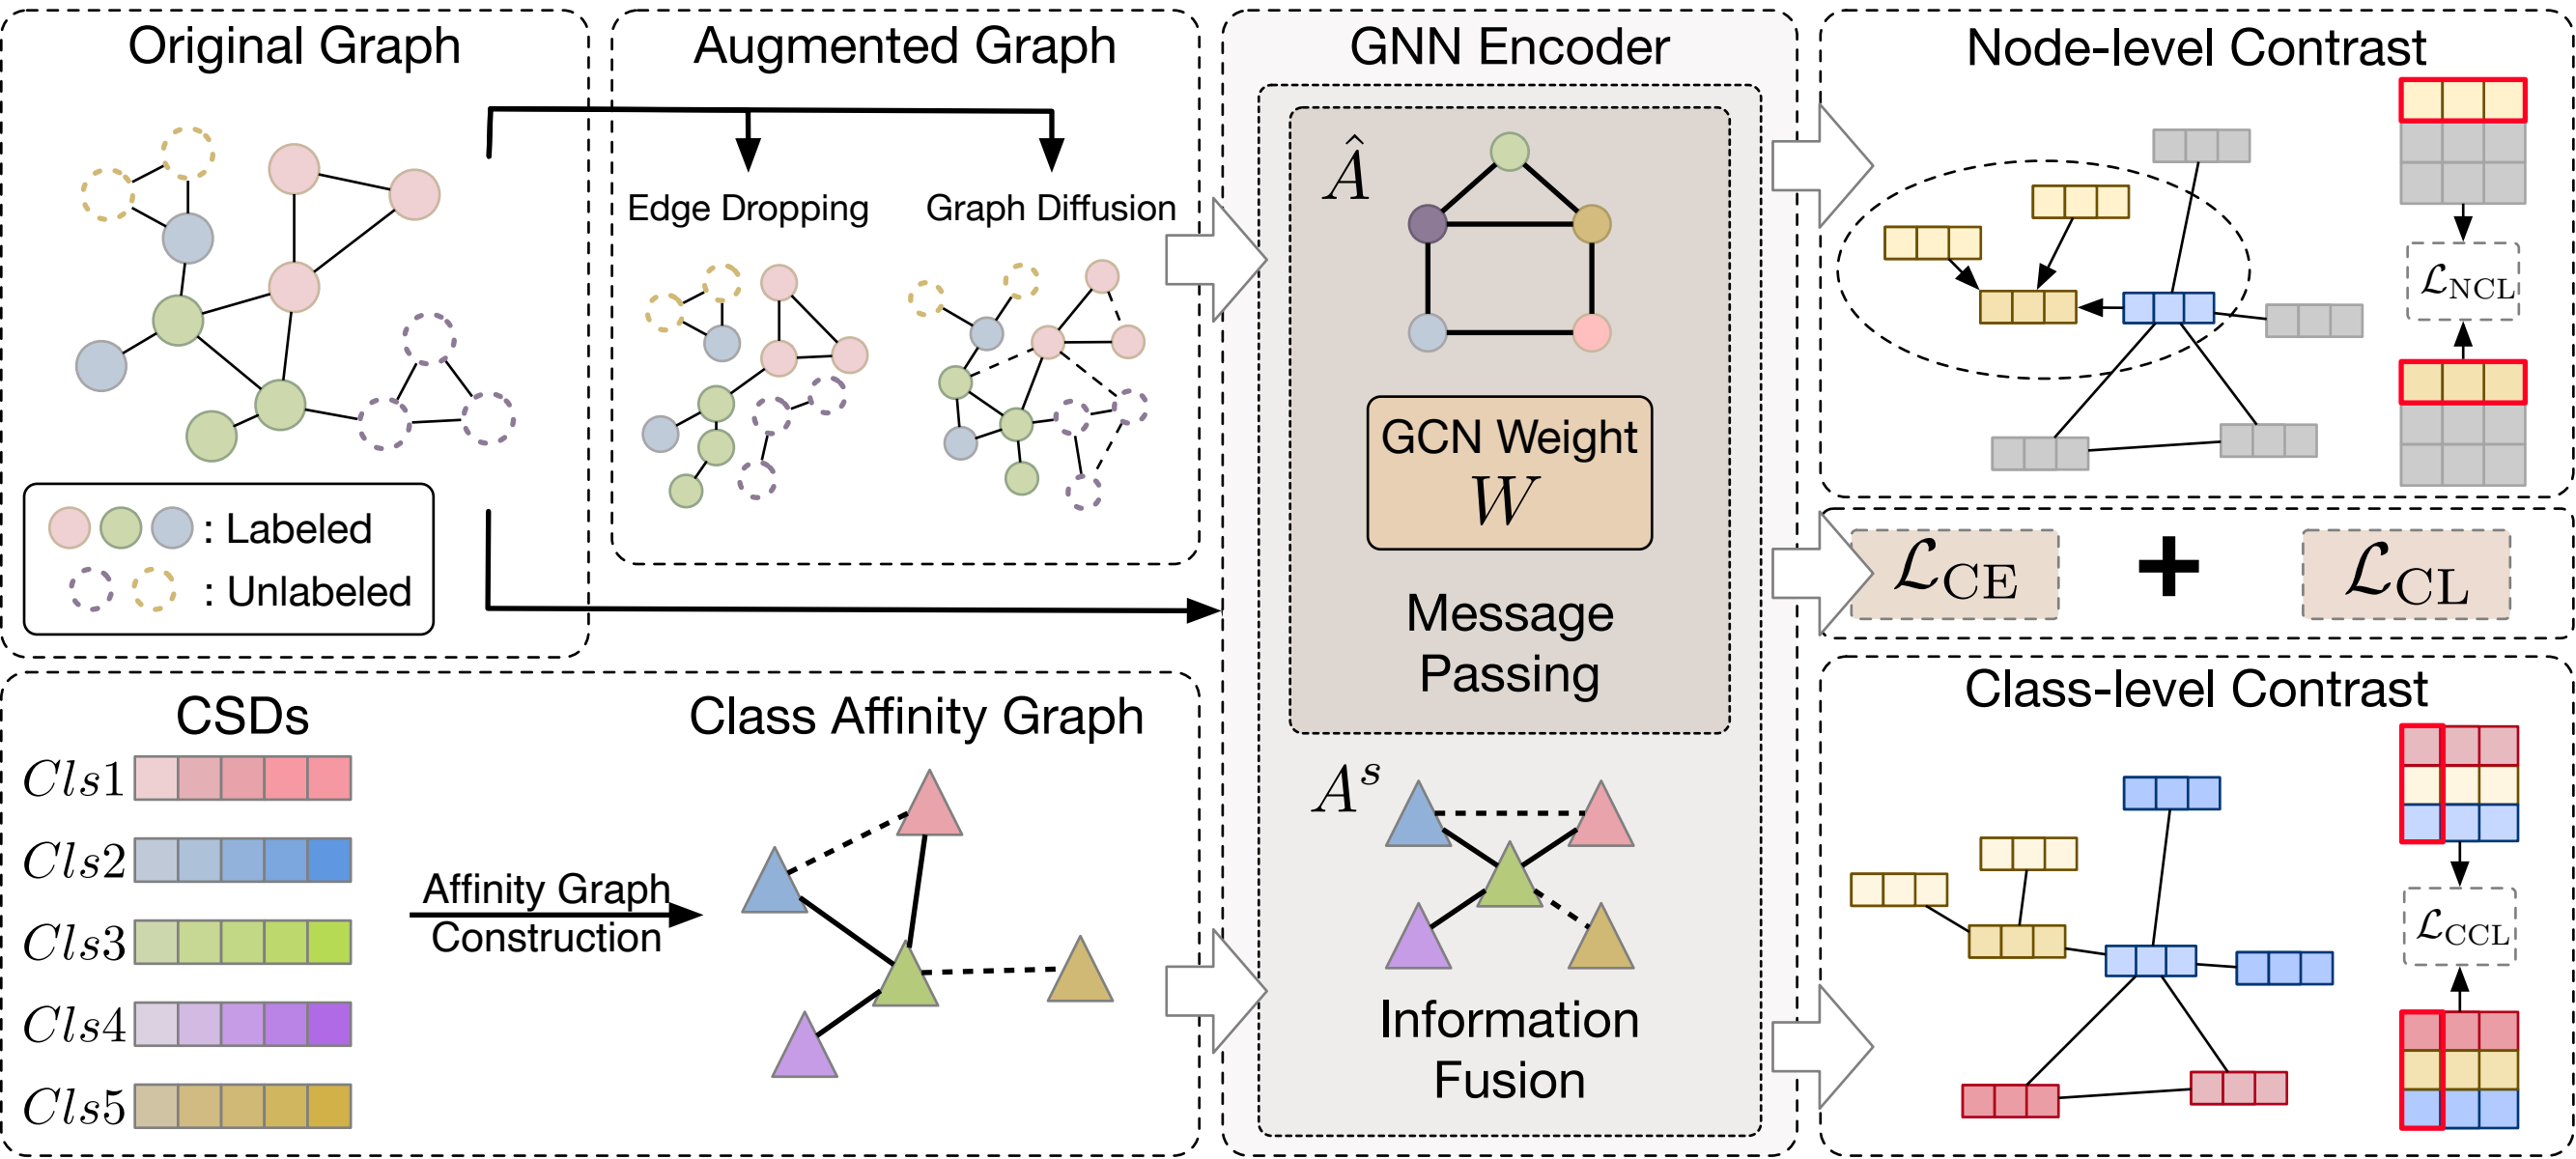 Original Graph
: Labeled
: Unlabeled
Augmented Graph
Edge Dropping
Graph Diffusion
CSDs
Cls1
Cls2
Cls3
Cls4
Cls5
Affinity Graph
Construction
Class Affinity Graph
GNN Encoder
Â
GCN Weight
W
Message
Passing
Aˢ
Information
Fusion
Node-level Contrast
ℒNCL
ℒCE + ℒCL
Class-level Contrast
ℒCCL